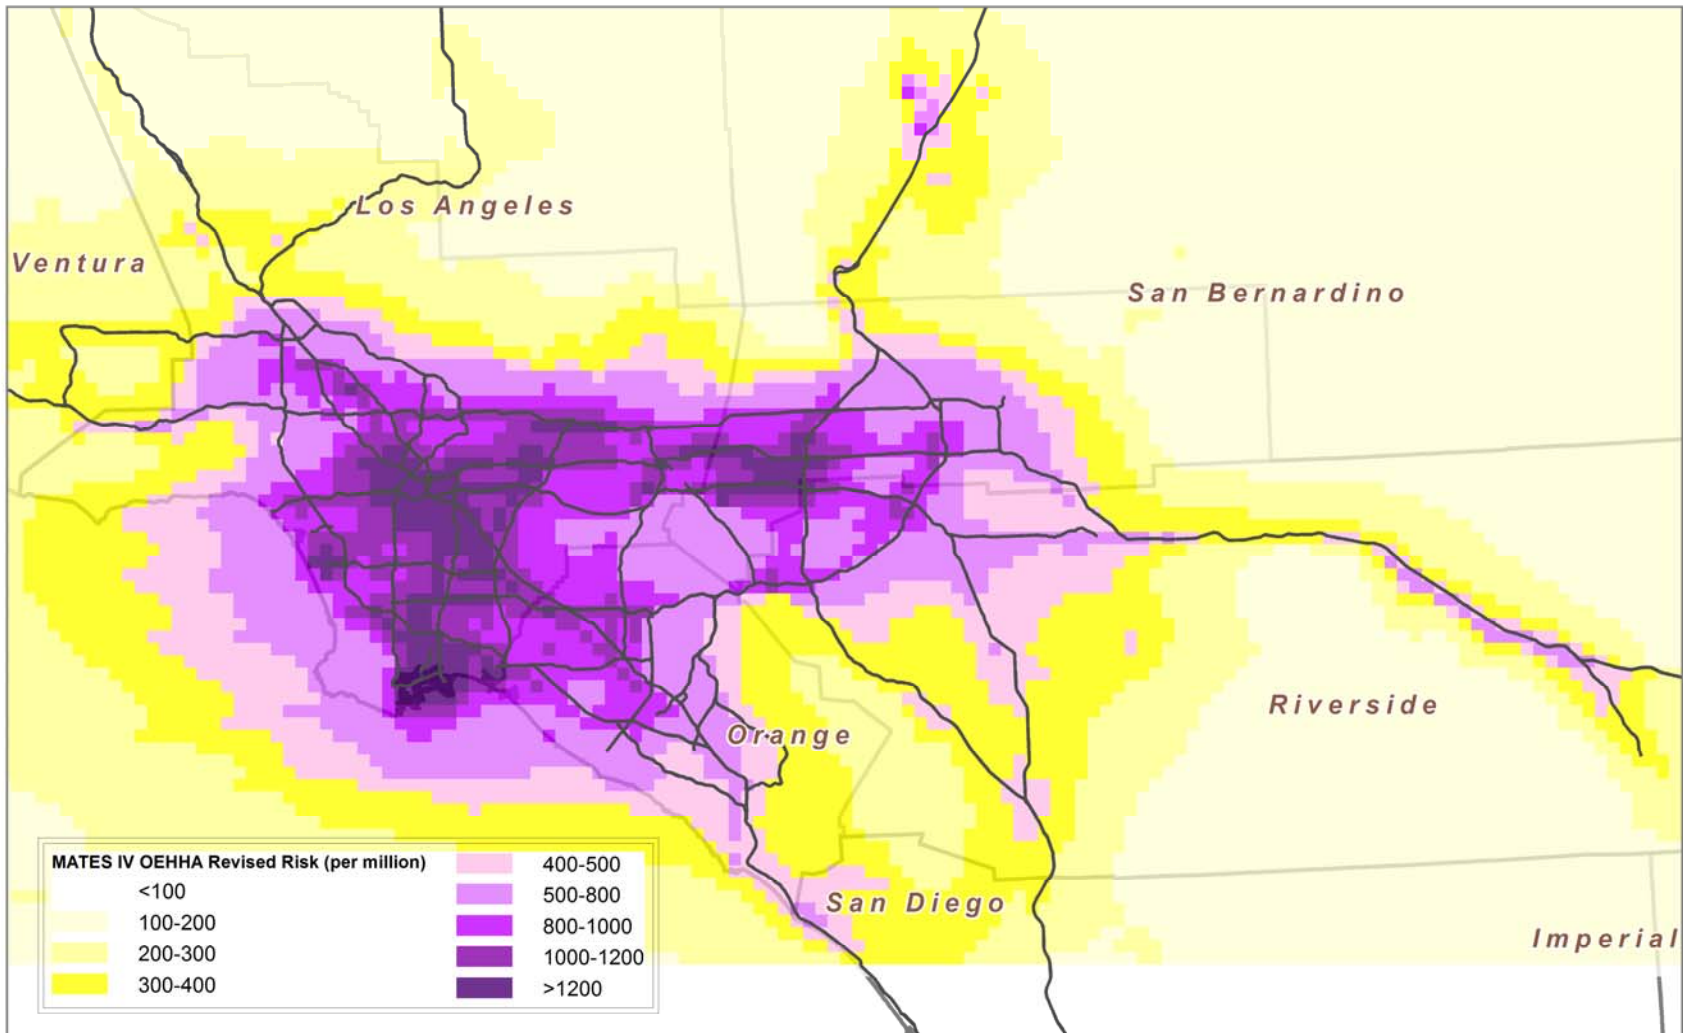 Los Angeles
Ventura
San Bernardino
Riverside
Orange
San Diego
Imperial
MATES IV OEHHA Revised Risk (per million)
<100
100-200
200-300
300-400
400-500
500-800
800-1000
1000-1200
>1200